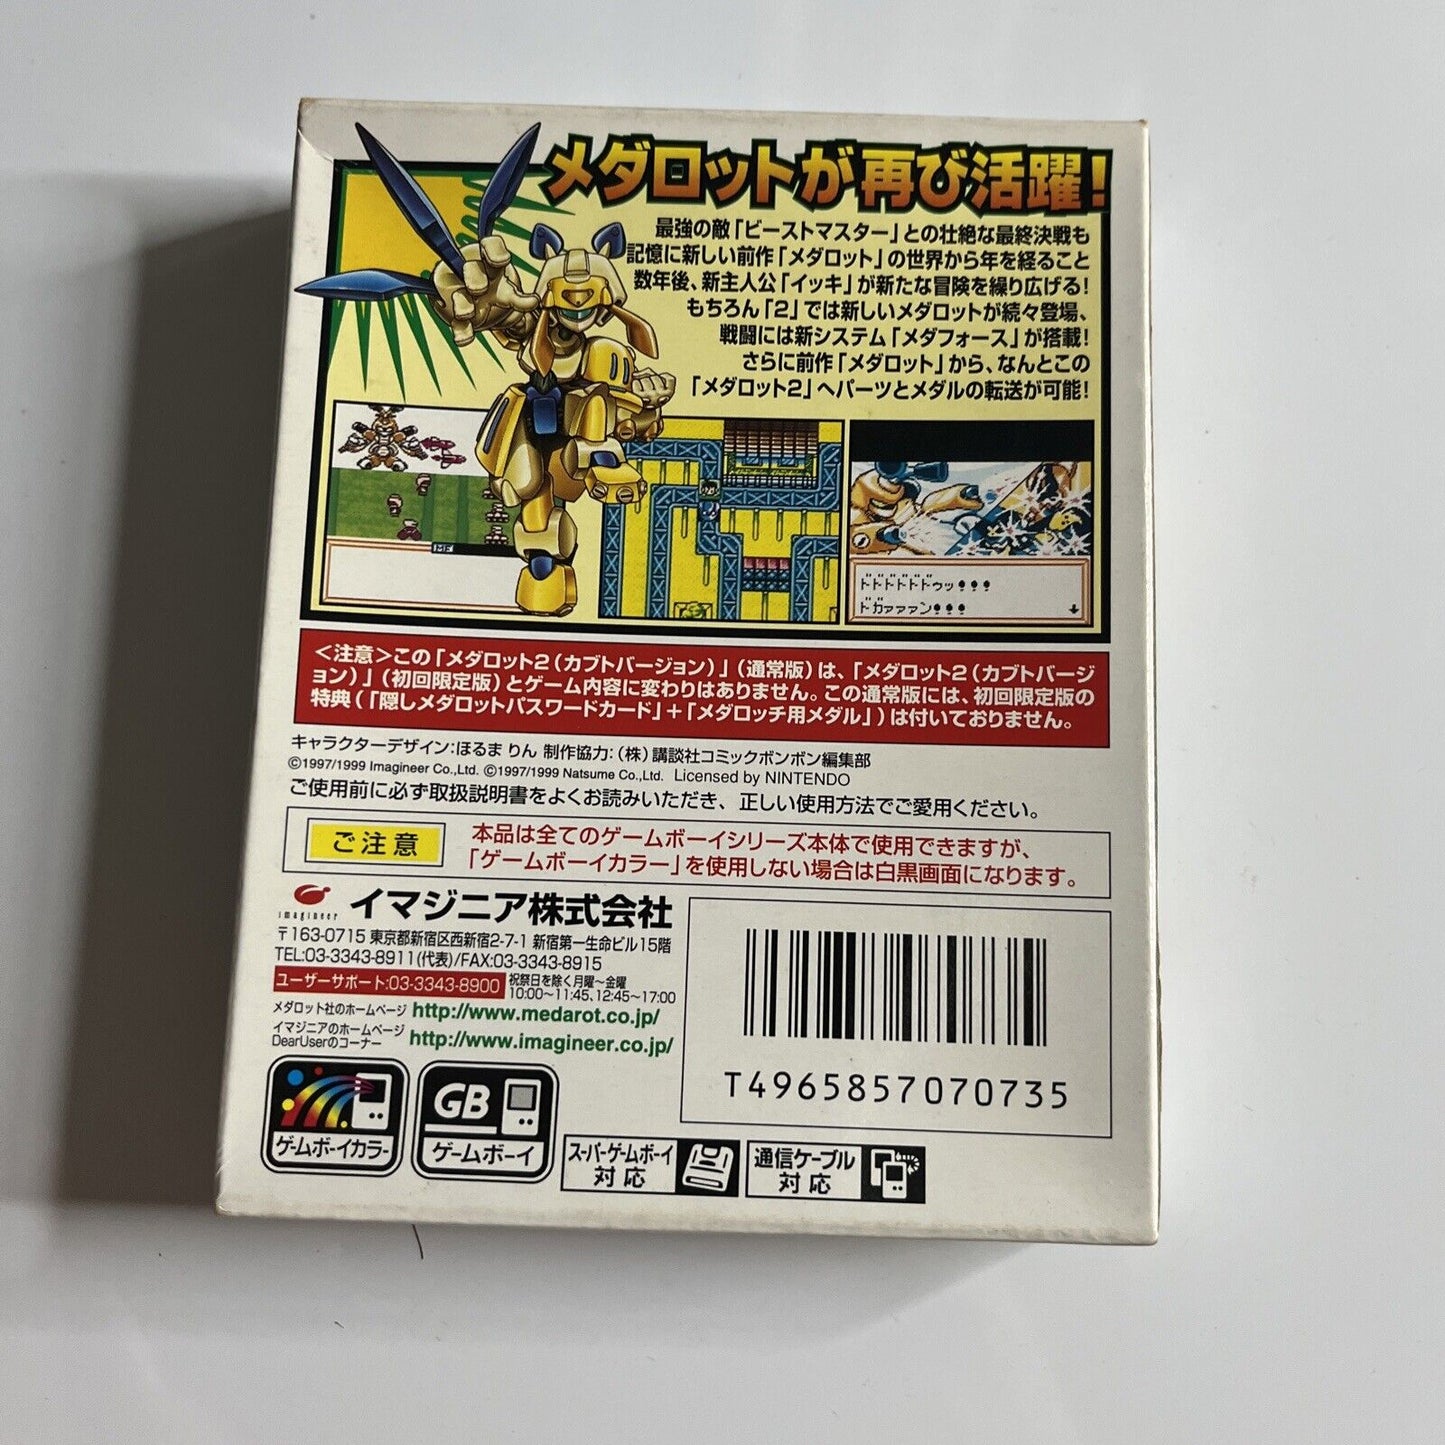 メダロットが再び活躍!
最強の敵「ビーストマスター」との壮絶な最終決戦も
記憶に新しい前作「メダロット」の世界から年を経ること
数年後、新主人公「イッキ」が新たな冒険を繰り広げる!
もちろん「2」では新しいメダロットが続々登場、
戦闘には新システム「メダフォース」が搭載!
さらに前作「メダロット」から、なんとこの
「メダロット2」へパーツとメダルの転送が可能!
MF
ドドドドドドゥッ!!!
ドガァァァン!!!
<注意>この「メダロット2(カブトバージョン)」(通常版)は、「メダロット2(カブトバージ
ョン)」(初回限定版)とゲーム内容に変わりはありません。この通常版には、初回限定版の
特典(「隠しメダロットパスワードカード」+「メダロッチ用メダル」)は付いておりません。
キャラクターデザイン:ほるま りん 制作協力:(株)講談社コミックボンボン編集部
©1997/1999 Imagineer Co.,Ltd. ©1997/1999 Natsume Co.,Ltd. Licensed by NINTENDO
ご使用前に必ず取扱説明書をよくお読みいただき、正しい使用方法でご愛用ください。
ご注意
本品は全てのゲームボーイシリーズ本体で使用できますが、
「ゲームボーイカラー」を使用しない場合は白黒画面になります。
imagineer イマジニア株式会社
〒163-0715 東京都新宿区西新宿2-7-1 新宿第一生命ビル15階
TEL:03-3343-8911(代表)/FAX:03-3343-8915
ユーザーサポート:03-3343-8900 祝祭日を除く月曜~金曜
10:00~11:45、12:45~17:00
メダロット社のホームページ http://www.medarot.co.jp/
イマジニアのホームページ
DearUserのコーナー http://www.imagineer.co.jp/
T4965857070735
ゲームボーイカラー
GB
ゲームボーイ
スーパーゲームボーイ
対応
通信ケーブル
対応